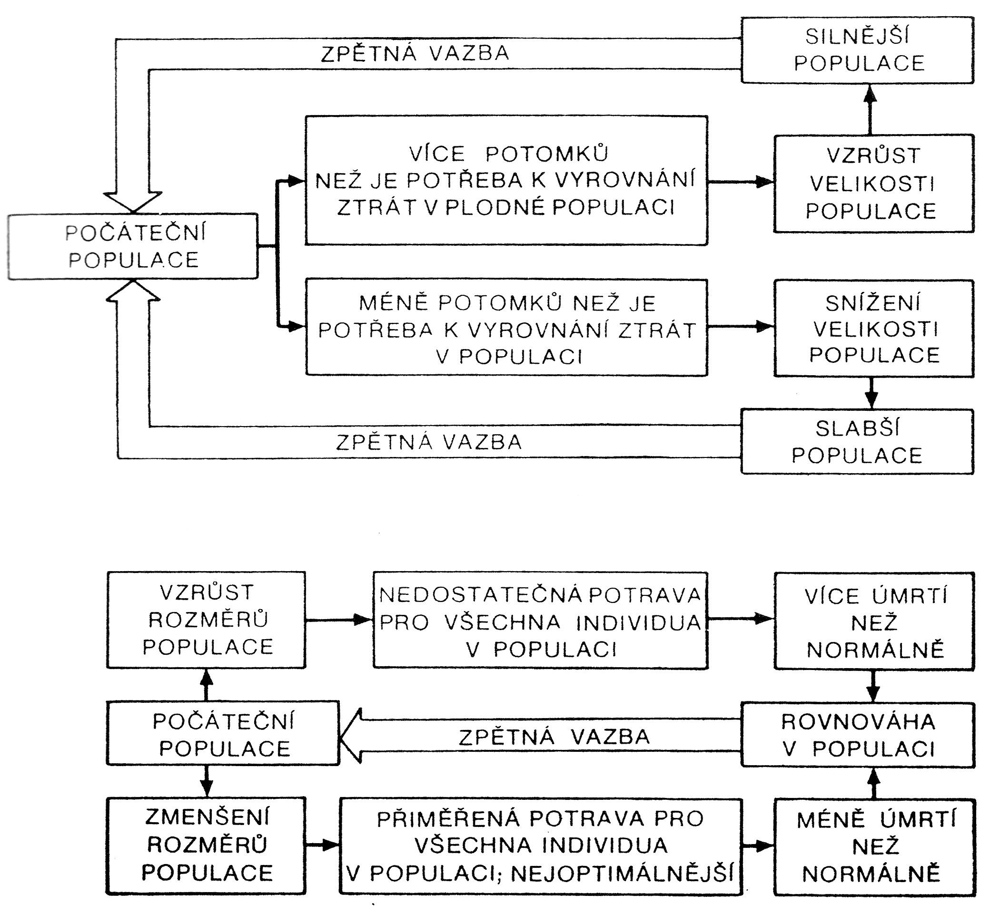 SILNĚJŠÍ
POPULACE
ZPĚTNÁ VAZBA
VÍCE POTOMKŮ
NEŽ JE POTŘEBA K VYROVNÁNÍ
ZTRÁT V PLODNÉ POPULACI
VZRŮST
VELIKOSTI
POPULACE
POČÁTEČNÍ
POPULACE
MÉNĚ POTOMKŮ NEŽ JE
POTŘEBA K VYROVNÁNÍ ZTRÁT
V POPULACI
SNÍŽENÍ
VELIKOSTI
POPULACE
SLABŠÍ
POPULACE
ZPĚTNÁ VAZBA
VZRŮST
ROZMĚRŮ
POPULACE
NEDOSTATEČNÁ POTRAVA
PRO VŠECHNA INDIVIDUA
V POPULACI
VÍCE ÚMRTÍ
NEŽ
NORMÁLNĚ
POČÁTEČNÍ
POPULACE
ZPĚTNÁ VAZBA
ROVNOVÁHA
V POPULACI
ZMENŠENÍ
ROZMĚRŮ
POPULACE
PŘIMĚŘENÁ POTRAVA PRO
VŠECHNA INDIVIDUA
V POPULACI; NEJOPTIMÁLNĚJŠÍ
MÉNĚ ÚMRTÍ
NEŽ
NORMÁLNĚ